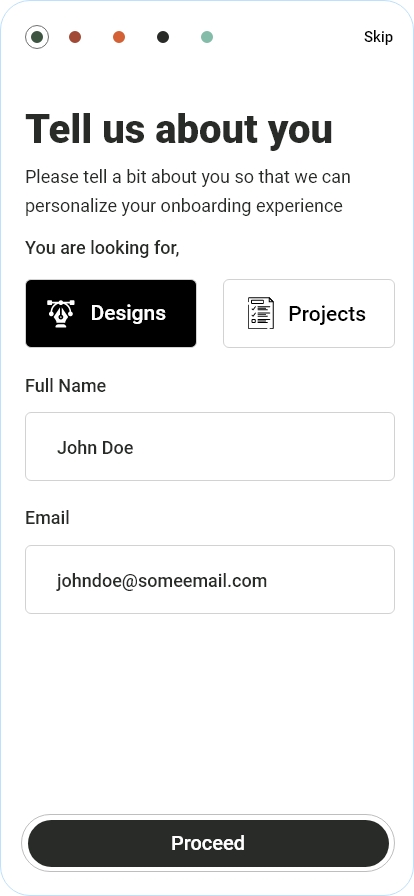 Skip
Tell us about you
Please tell a bit about you so that we can
personalize your onboarding experience
You are looking for,
Designs
Projects
Full Name
John Doe
Email
johndoe@someemail.com
Proceed